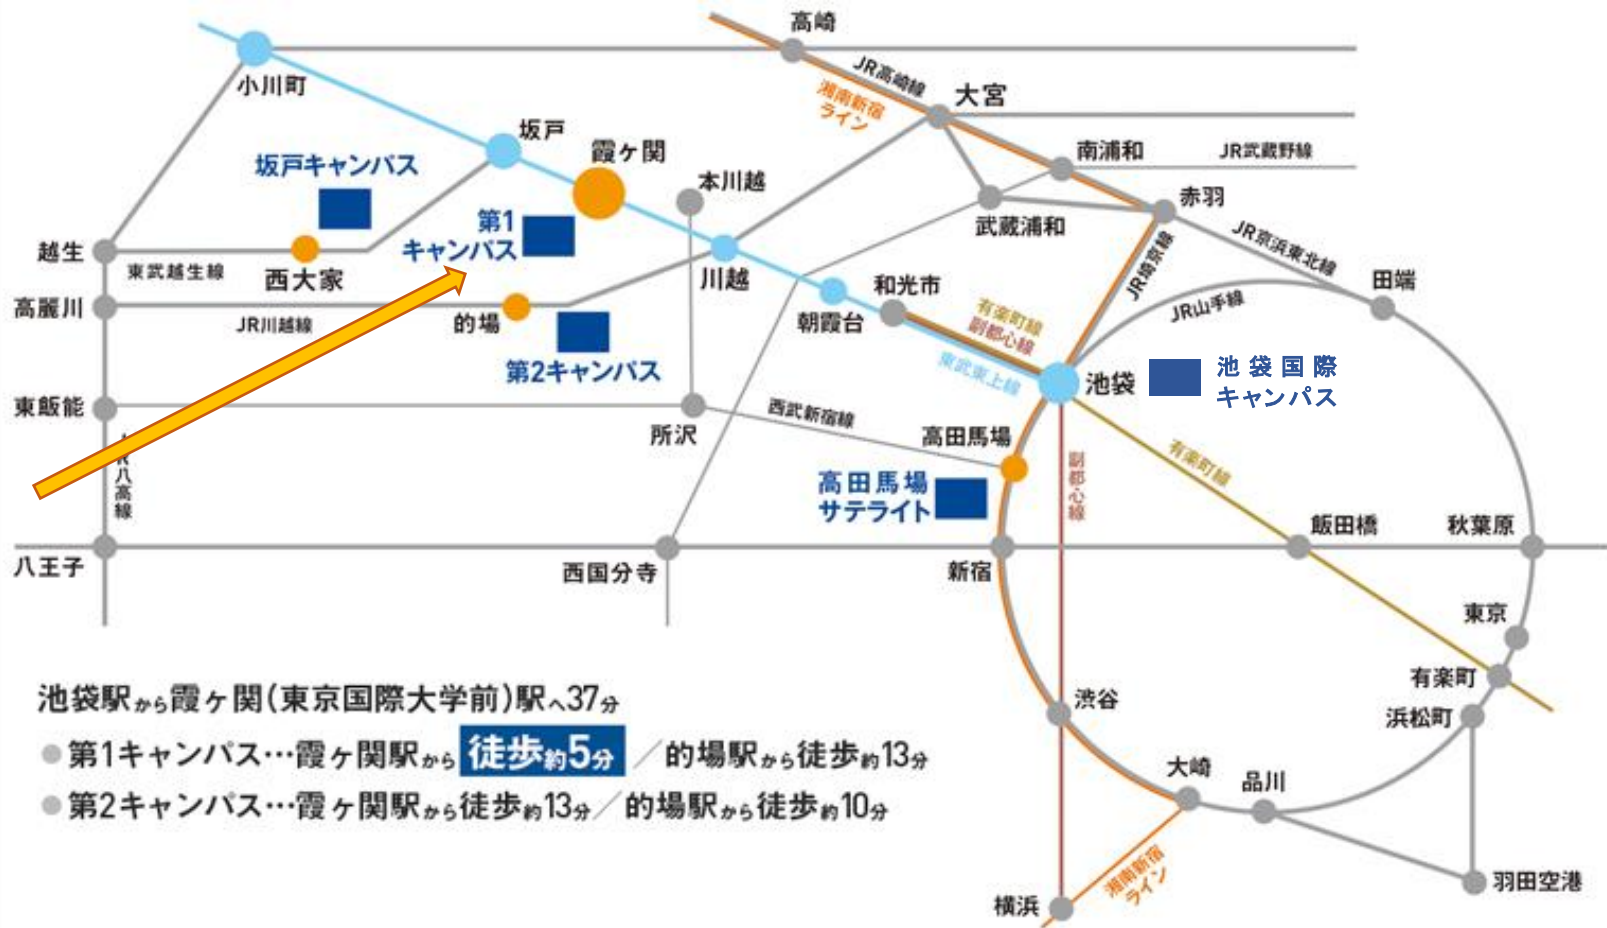 高崎
JR高崎線
湘南新宿
ライン
小川町
大宮
坂戸
霞ヶ関
南浦和
JR武蔵野線
坂戸キャンパス
本川越
赤羽
第1
キャンパス
武蔵浦和
越生
東武越生線
西大家
川越
JR埼京線
JR京浜東北線
田端
高麗川
JR川越線
的場
朝霞台
和光市
有楽町線
副都心線
東武東上線
JR山手線
第2キャンパス
池袋
池袋国際
キャンパス
東飯能
所沢
西武新宿線
高田馬場
有楽町線
JR八高線
高田馬場
サテライト
副都心線
飯田橋
秋葉原
八王子
西国分寺
新宿
東京
有楽町
浜松町
渋谷
大崎
品川
羽田空港
横浜
湘南新宿
ライン
池袋駅から霞ヶ関(東京国際大学前)駅へ37分
●第1キャンパス…霞ヶ関駅から徒歩約5分／的場駅から徒歩約13分
●第2キャンパス…霞ヶ関駅から徒歩約13分／的場駅から徒歩約10分